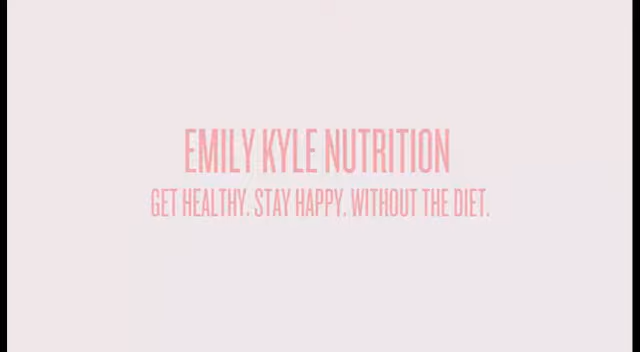 EMILY KYLE NUTRITION
GET HEALTHY. STAY HAPPY. WITHOUT THE DIET.